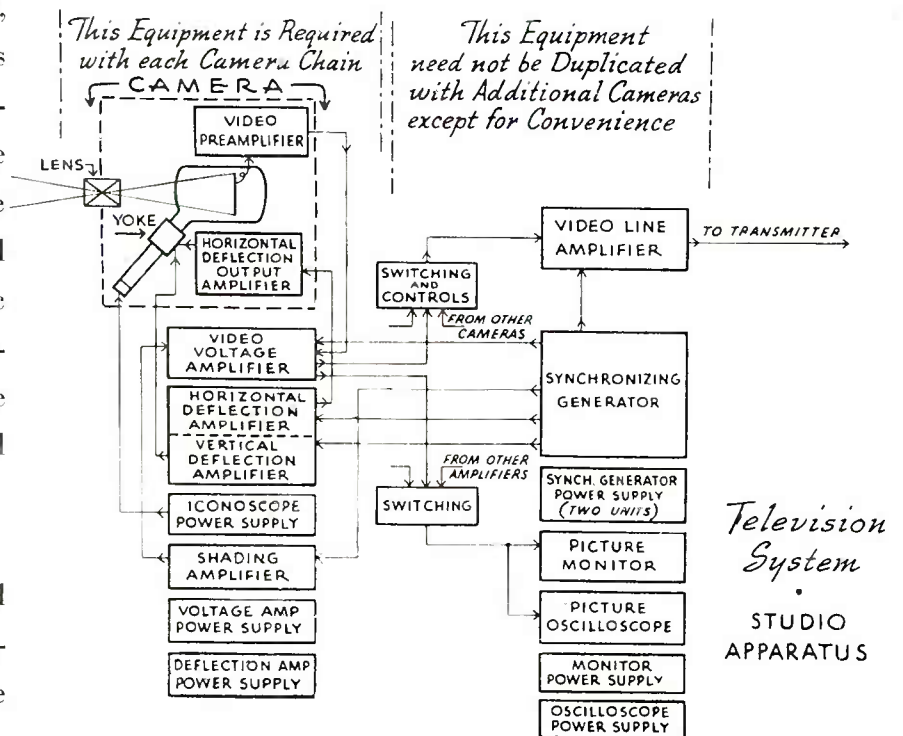 This Equipment is Required
with each Camera Chain
This Equipment
need not be Duplicated
with Additional Cameras
except for Convenience
CAMERA
VIDEO
PREAMPLIFIER
LENS
YOKE
HORIZONTAL
DEFLECTION
OUTPUT
AMPLIFIER
VIDEO LINE
AMPLIFIER
TO TRANSMITTER
SWITCHING
AND
CONTROLS
FROM OTHER
CAMERAS
VIDEO
VOLTAGE
AMPLIFIER
HORIZONTAL
DEFLECTION
AMPLIFIER
VERTICAL
DEFLECTION
AMPLIFIER
SYNCHRONIZING
GENERATOR
FROM OTHER
AMPLIFIERS
SWITCHING
ICONOSCOPE
POWER SUPPLY
SYNCH. GENERATOR
POWER SUPPLY
(TWO UNITS)
SHADING
AMPLIFIER
PICTURE
MONITOR
VOLTAGE AMP
POWER SUPPLY
PICTURE
OSCILLOSCOPE
DEFLECTION AMP
POWER SUPPLY
MONITOR
POWER SUPPLY
OSCILLOSCOPE
POWER SUPPLY
Television
System
•
STUDIO
APPARATUS